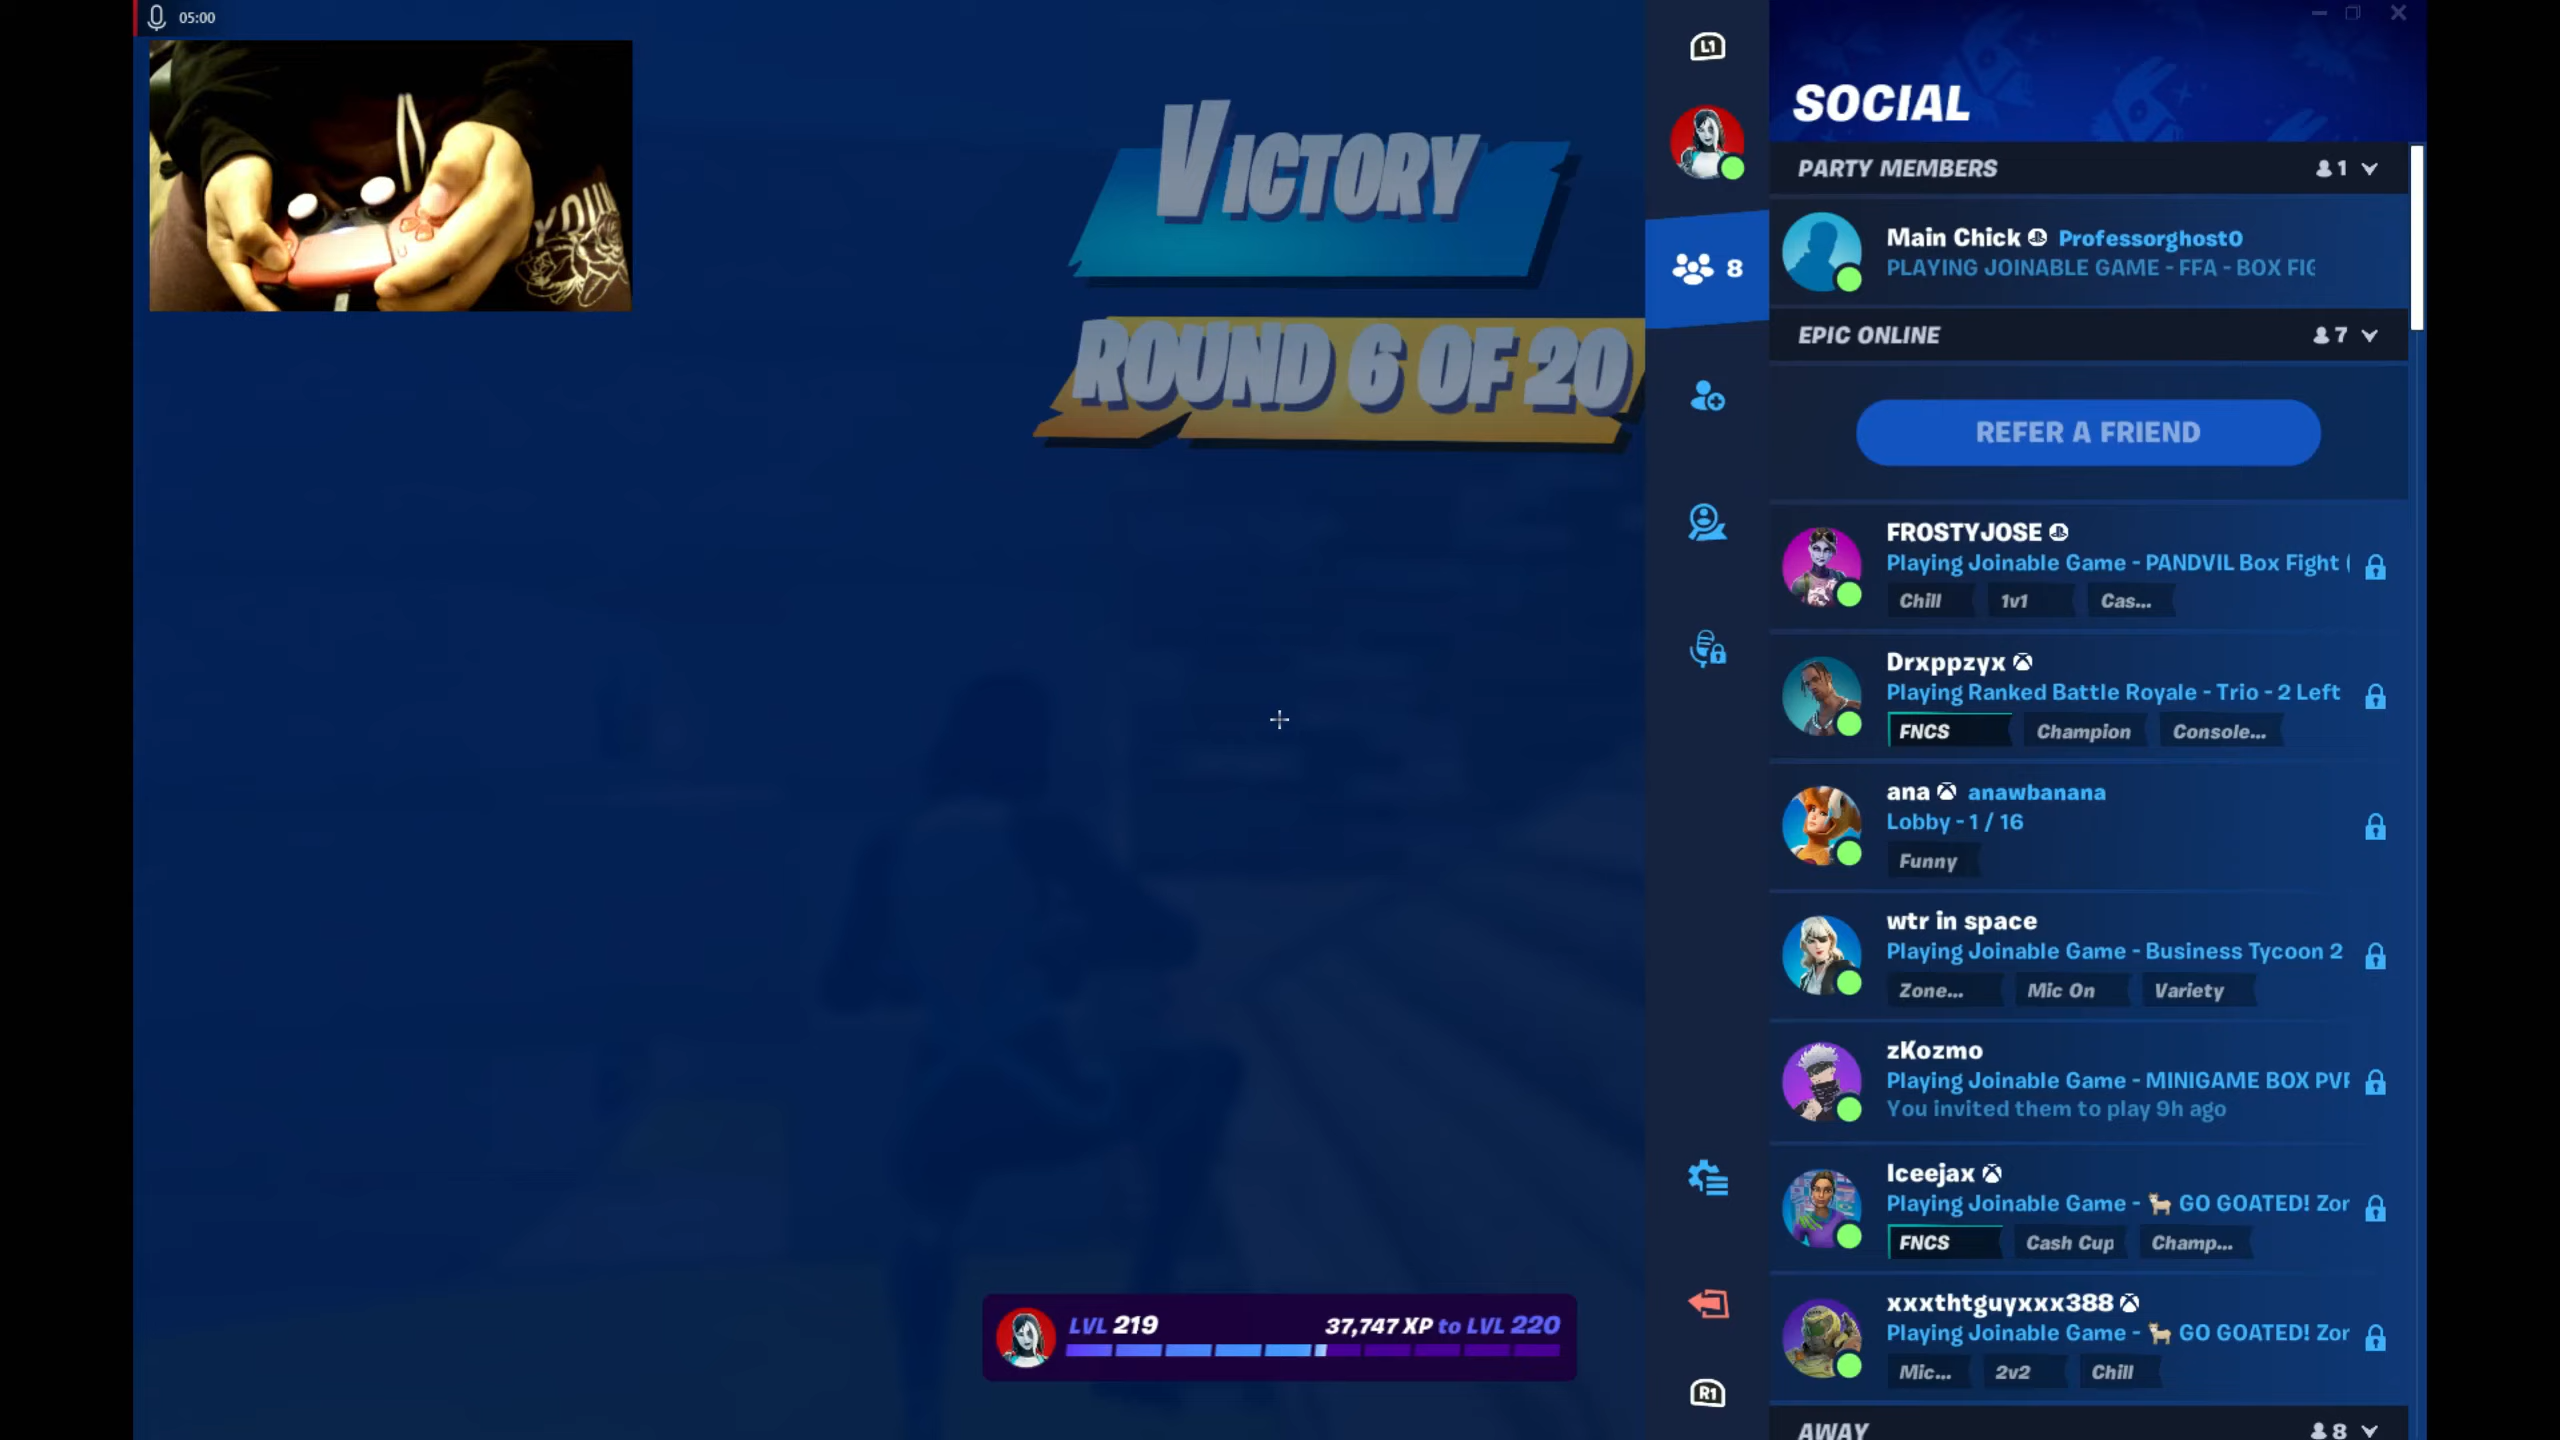 05:00
YOUR
VICTORY
ROUND 6 OF 20
L1
8
SOCIAL
PARTY MEMBERS 1
Main Chick Professorghost0
PLAYING JOINABLE GAME - FFA - BOX FIG
EPIC ONLINE 7
REFER A FRIEND
FROSTYJOSE
Playing Joinable Game - PANDVIL Box Fight (
Chill 1v1 Cas...
Drxppzyx
Playing Ranked Battle Royale - Trio - 2 Left
FNCS Champion Console...
ana anawbanana
Lobby - 1 / 16
Funny
wtr in space
Playing Joinable Game - Business Tycoon 2
Zone... Mic On Variety
zKozmo
Playing Joinable Game - MINIGAME BOX PVP
You invited them to play 9h ago
Iceejax
Playing Joinable Game - 🐐 GO GOATED! Zor
FNCS Cash Cup Champ...
xxxthtguyxxx388
Playing Joinable Game - 🐐 GO GOATED! Zor
Mic... 2v2 Chill
AWAY 8
LVL 219 37,747 XP to LVL 220
R1